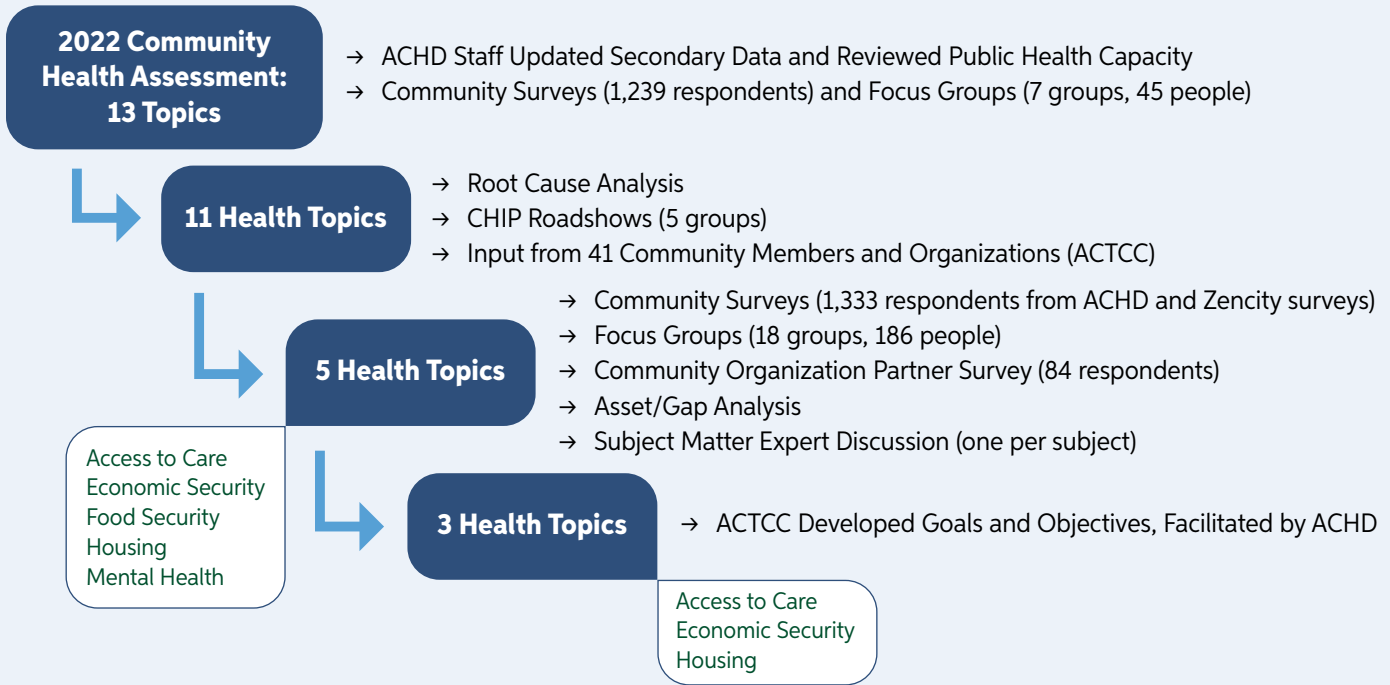 2022 Community
Health Assessment:
13 Topics
→ ACHD Staff Updated Secondary Data and Reviewed Public Health Capacity
→ Community Surveys (1,239 respondents) and Focus Groups (7 groups, 45 people)
11 Health Topics
→ Root Cause Analysis
→ CHIP Roadshows (5 groups)
→ Input from 41 Community Members and Organizations (ACTCC)
5 Health Topics
→ Community Surveys (1,333 respondents from ACHD and Zencity surveys)
→ Focus Groups (18 groups, 186 people)
→ Community Organization Partner Survey (84 respondents)
→ Asset/Gap Analysis
→ Subject Matter Expert Discussion (one per subject)
Access to Care
Economic Security
Food Security
Housing
Mental Health
3 Health Topics
→ ACTCC Developed Goals and Objectives, Facilitated by ACHD
Access to Care
Economic Security
Housing